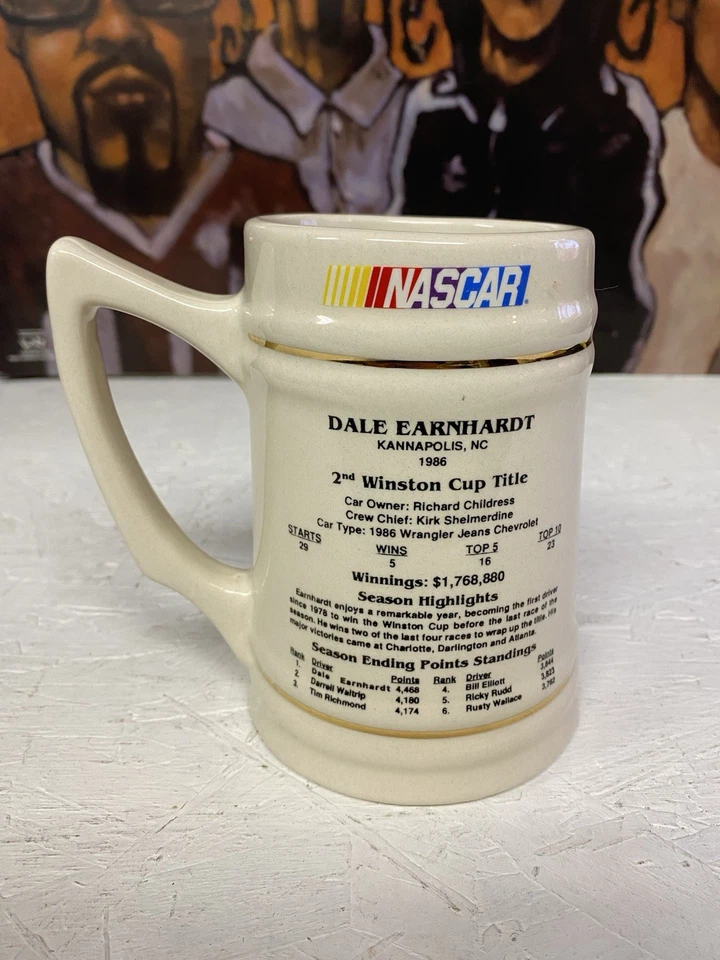 NASCAR
DALE EARNHARDT
KANNAPOLIS, NC
1986
2nd Winston Cup Title
Car Owner: Richard Childress
Crew Chief: Kirk Shelmerdine
Car Type: 1986 Wrangler Jeans Chevrolet
STARTS WINS TOP 5 TOP 10
29 5 16 23
Winnings: $1,768,880
Season Highlights
Earnhardt enjoys a remarkable year, becoming the first driver
since 1978 to win the Winston Cup before the last race of the
season. He wins two of the last four races to wrap up the title. His
major victories came at Charlotte, Darlington and Atlanta.
Season Ending Points Standings
Rank Driver Points Rank Driver Points
1. Dale Earnhardt 4,468 4. Bill Elliott 3,844
2. Darrell Waltrip 4,180 5. Ricky Rudd 3,823
3. Tim Richmond 4,174 6. Rusty Wallace